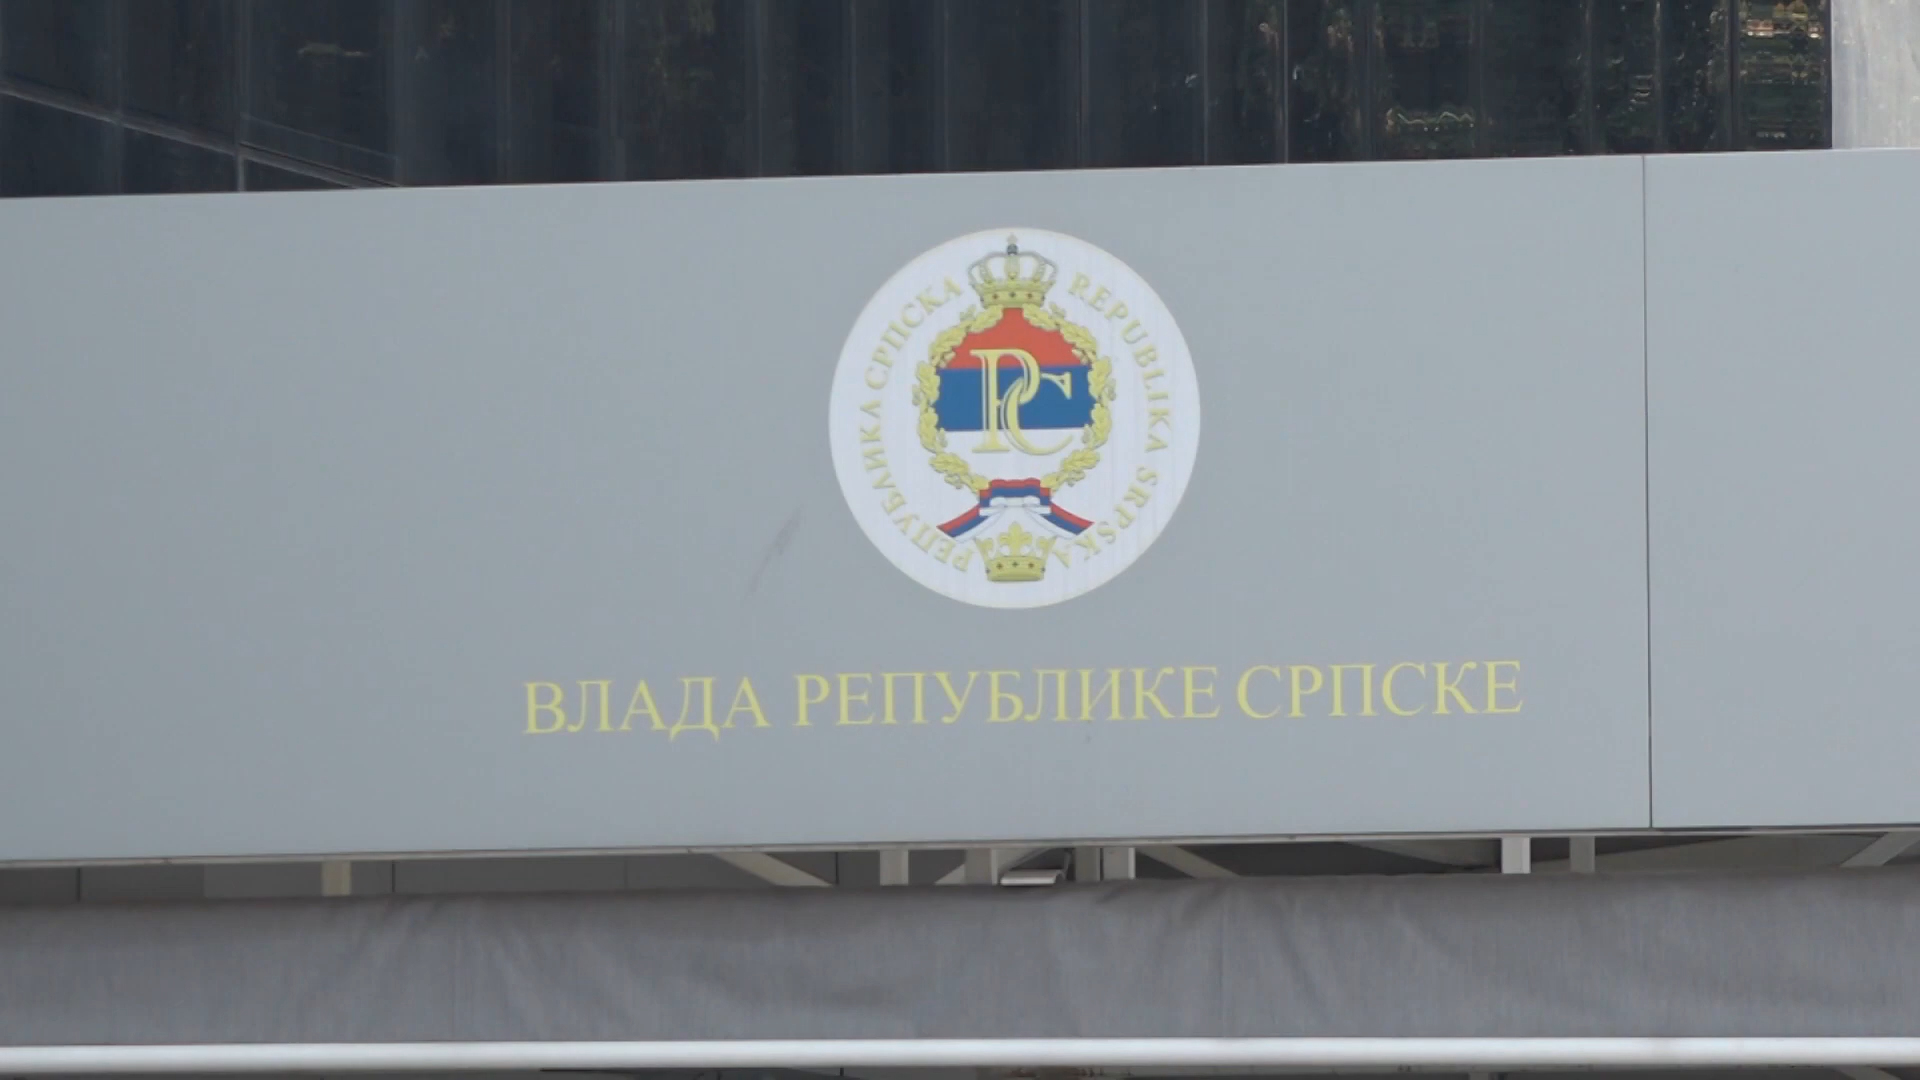 РЕПУБЛИКА СРПСКА
REPUBLIKA SRPSKA
РС
ВЛАДА РЕПУБЛИКЕ СРПСКЕ